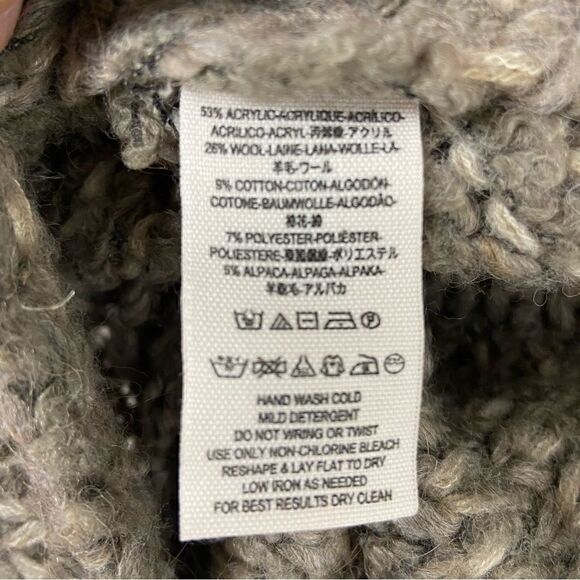 53% ACRYLIC-ACRYLIQUE-ACRÍLICO-
ACRILICO-ACRYL-丙烯酸-アクリル
26% WOOL-LAINE-LANA-WOLLE-LÃ-
羊毛-ウール
9% COTTON-COTON-ALGODÓN-
COTONE-BAUMWOLLE-ALGODÃO-
棉花-綿
7% POLYESTER-POLIÉSTER-
POLIESTERE-聚酯纖維-ポリエステル
5% ALPACA-ALPAGA-ALPAKA-
羊駝毛-アルパカ
HAND WASH COLD
MILD DETERGENT
DO NOT WRING OR TWIST
USE ONLY NON-CHLORINE BLEACH
RESHAPE & LAY FLAT TO DRY
LOW IRON AS NEEDED
FOR BEST RESULTS DRY CLEAN